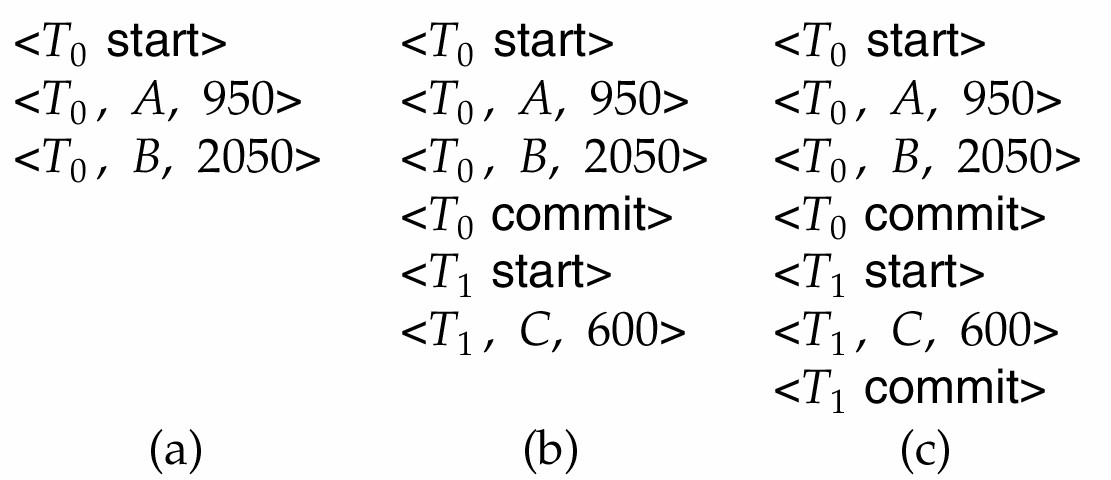 <T0 start>
<T0, A, 950>
<T0, B, 2050>
(a)
<T0 start>
<T0, A, 950>
<T0, B, 2050>
<T0 commit>
<T1 start>
<T1, C, 600>
(b)
<T0 start>
<T0, A, 950>
<T0, B, 2050>
<T0 commit>
<T1 start>
<T1, C, 600>
<T1 commit>
(c)